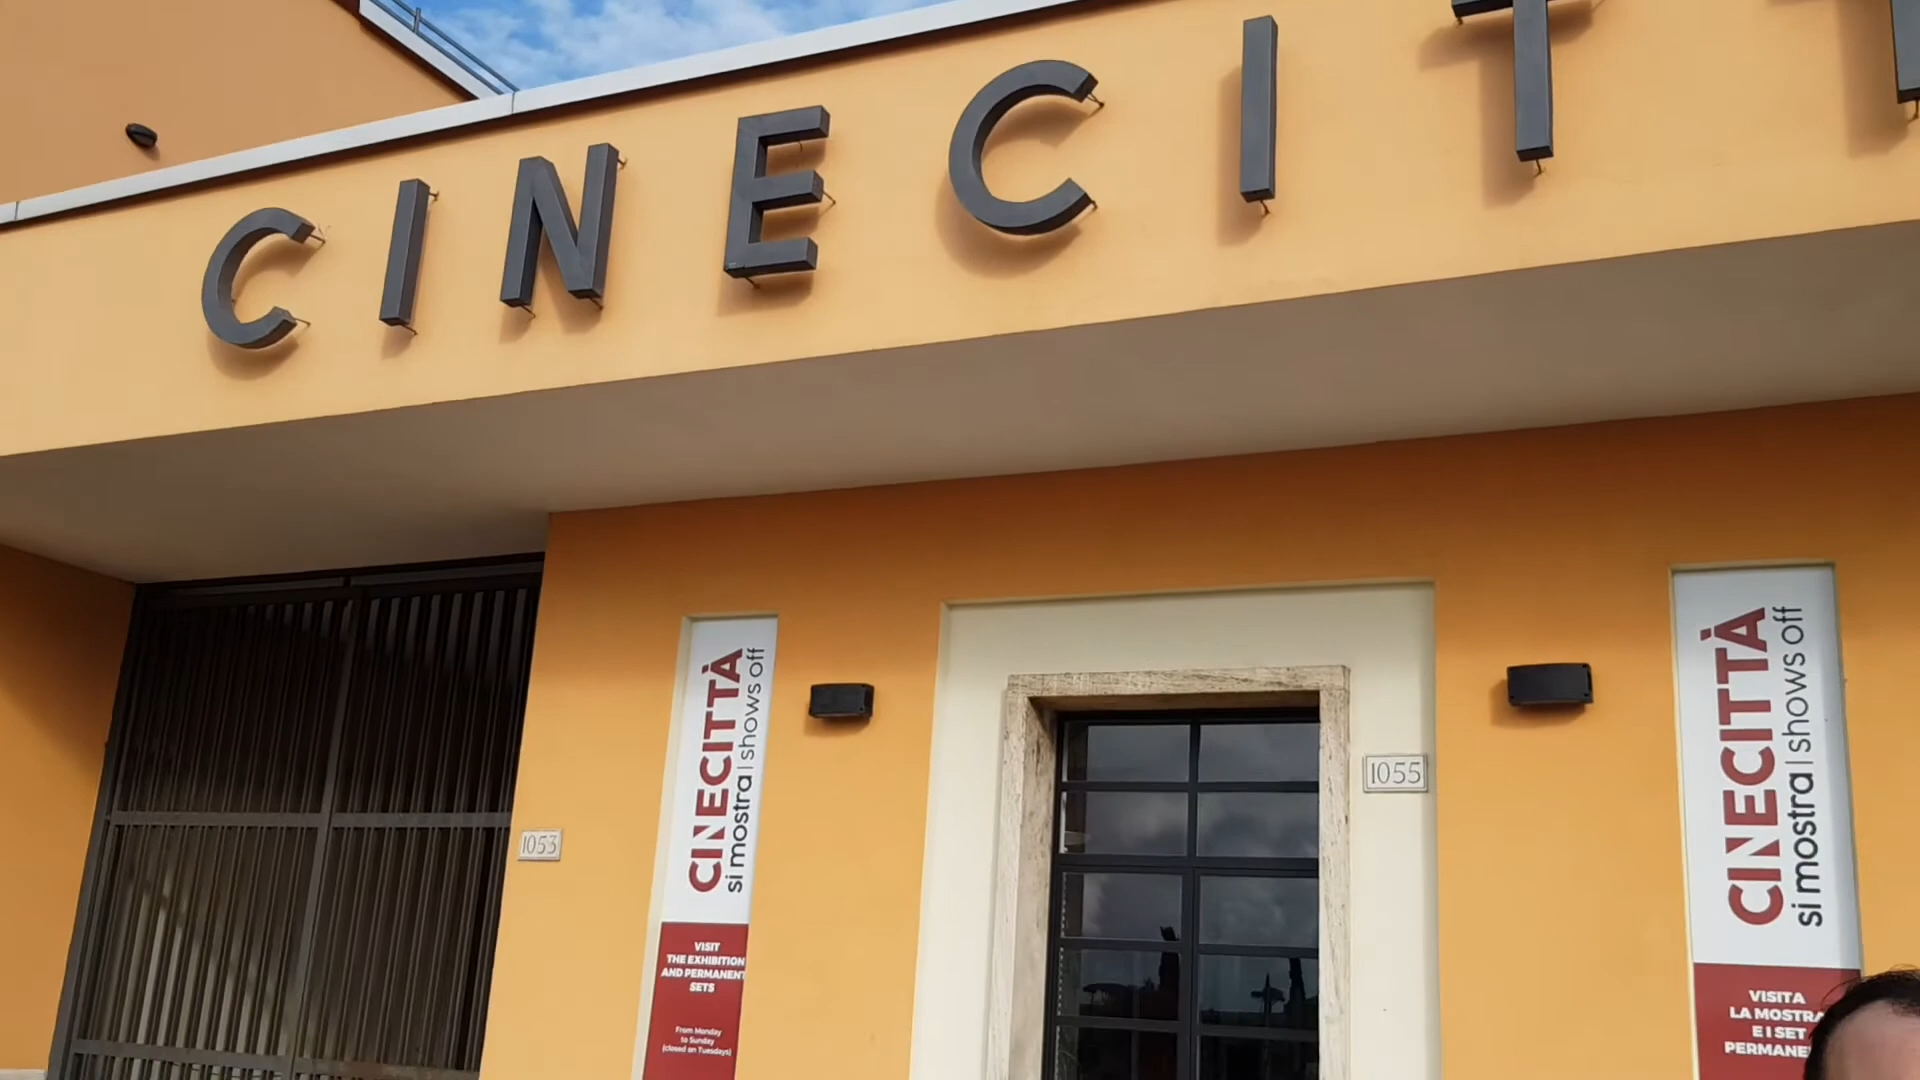 CINECITT
CINECITTÀ
si mostra | shows off
VISIT
THE EXHIBITION
AND PERMANENT
SETS
From Monday
to Sunday
(closed on Tuesdays)
1053
1055
CINECITTÀ
si mostra | shows off
VISITA
LA MOSTRA
E I SET
PERMANE